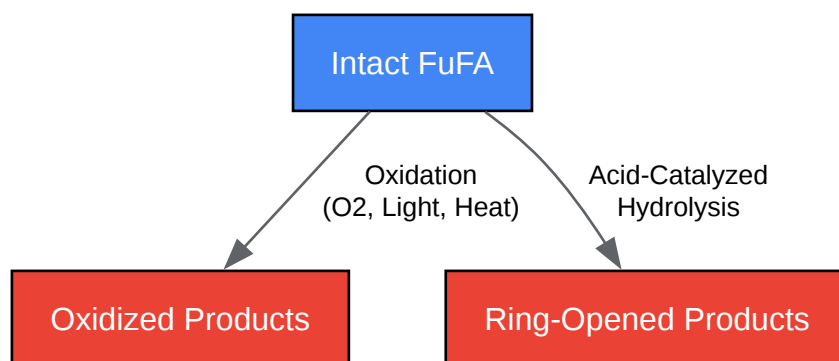 Intact FuFA
Oxidation
(O2, Light, Heat)
Acid-Catalyzed
Hydrolysis
Oxidized Products
Ring-Opened Products